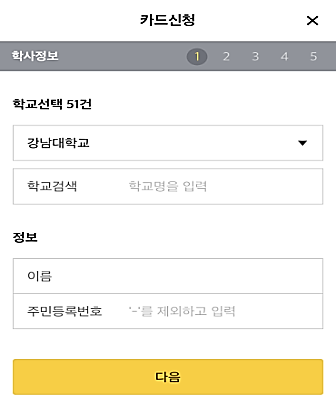 카드신청
학사정보 1 2 3 4 5
학교선택 51건
강남대학교
학교검색 학교명을 입력
정보
이름
주민등록번호 '-'를 제외하고 입력
다음